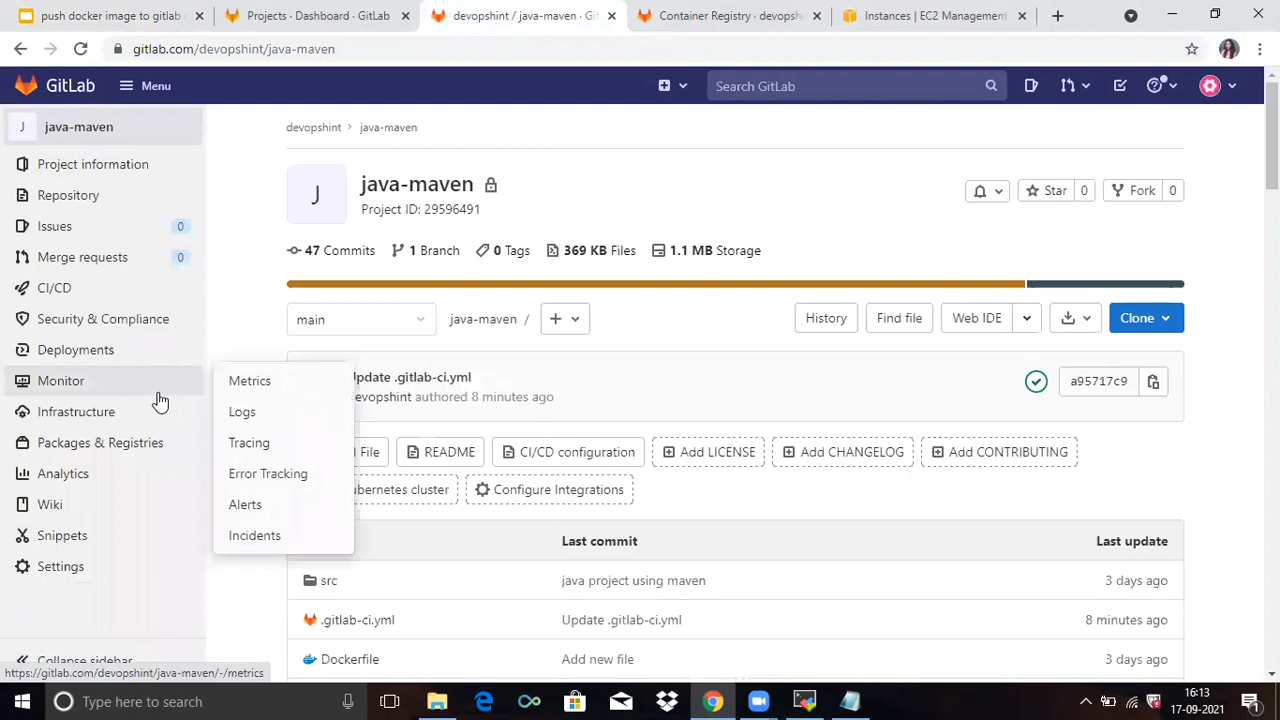 push docker image to gitlab
Projects · Dashboard · GitLab
devopshint / java-maven · GitLab
Container Registry · devopshint
Instances | EC2 Management
gitlab.com/devopshint/java-maven
GitLab
Menu
Search GitLab
J java-maven
Project information
Repository
Issues 0
Merge requests 0
CI/CD
Security & Compliance
Deployments
Monitor
Infrastructure
Packages & Registries
Analytics
Wiki
Snippets
Settings
Collapse sidebar
https://gitlab.com/devopshint/java-maven/-/metrics
Metrics
Logs
Tracing
Error Tracking
Alerts
Incidents
devopshint > java-maven
J
java-maven
Project ID: 29596491
Star 0
Fork 0
47 Commits 1 Branch 0 Tags 369 KB Files 1.1 MB Storage
main java-maven / +
History Find file Web IDE Clone
Update .gitlab-ci.yml
devopshint authored 8 minutes ago
a95717c9
File README CI/CD configuration Add LICENSE Add CHANGELOG Add CONTRIBUTING
kubernetes cluster Configure Integrations
Last commit Last update
src java project using maven 3 days ago
.gitlab-ci.yml Update .gitlab-ci.yml 8 minutes ago
Dockerfile Add new file 3 days ago
Type here to search
16:13
17-09-2021
1